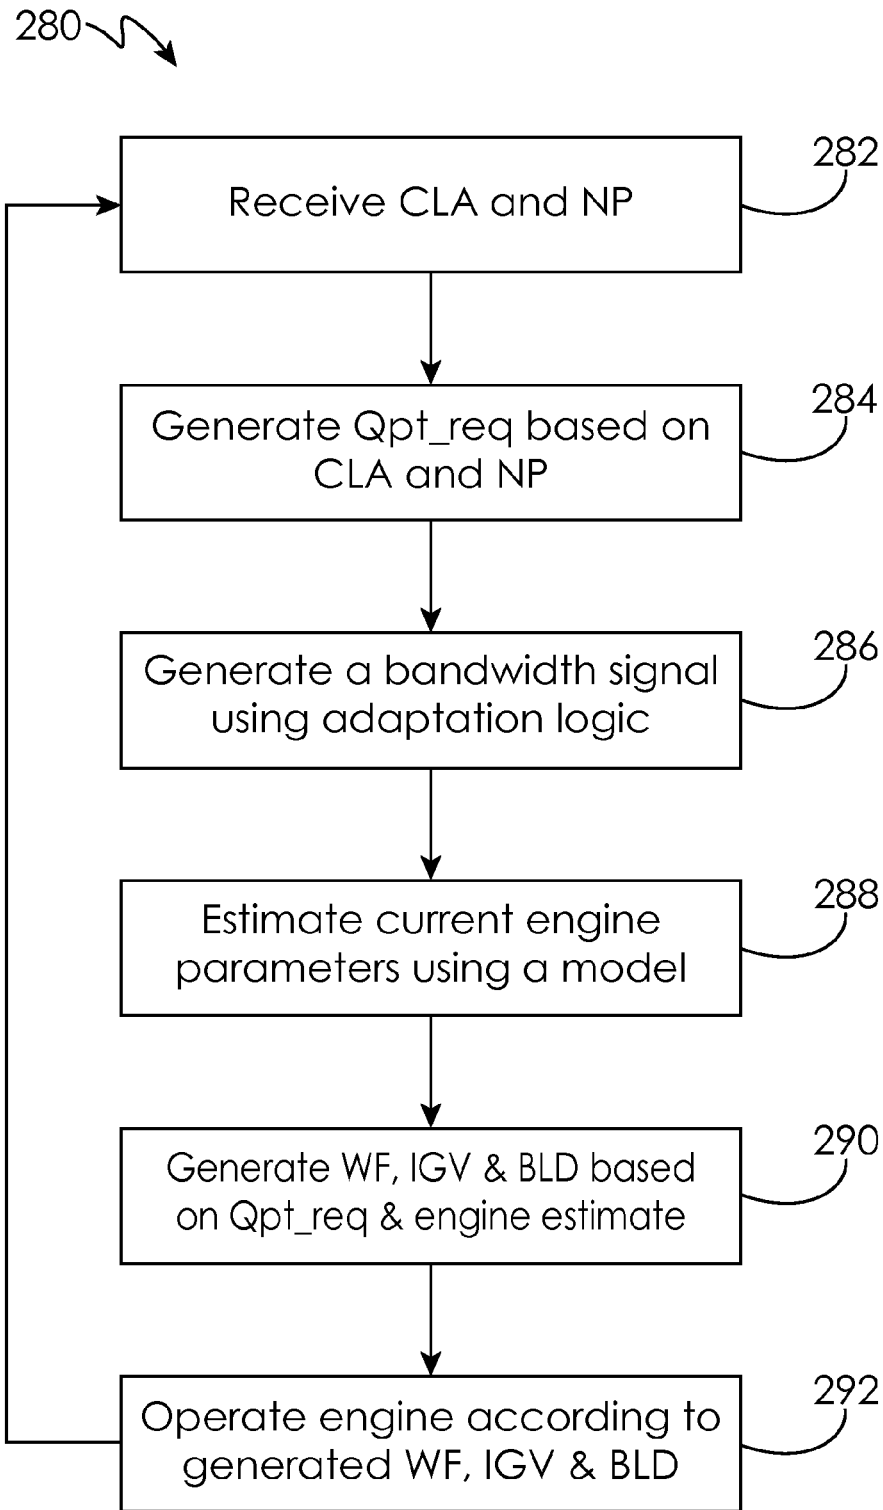 280
282
Receive CLA and NP
284
Generate Qpt_req based on
CLA and NP
286
Generate a bandwidth signal
using adaptation logic
288
Estimate current engine
parameters using a model
290
Generate WF, IGV & BLD based
on Qpt_req & engine estimate
292
Operate engine according to
generated WF, IGV & BLD